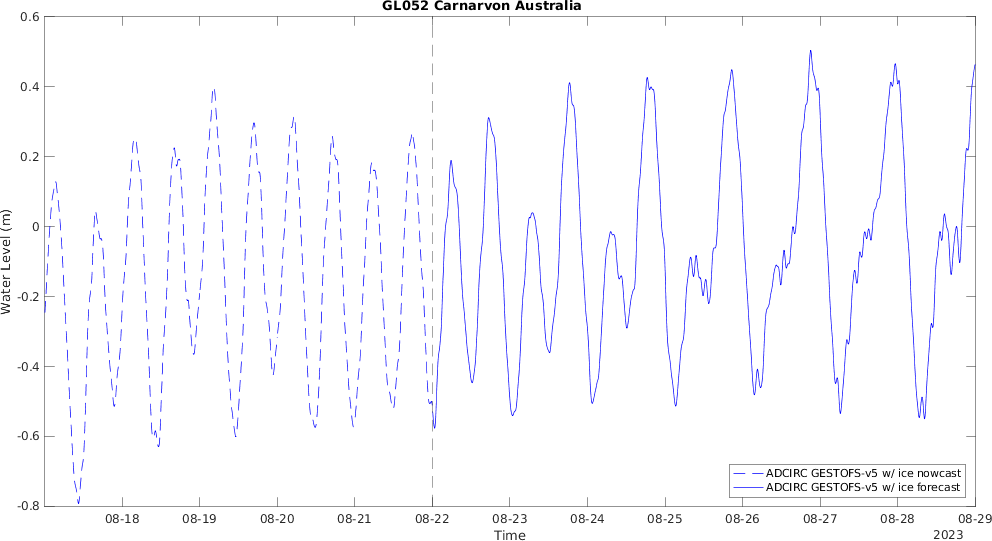 GL052 Carnarvon Australia
0.6
0.4
0.2
0
-0.2
-0.4
-0.6
-0.8
Water Level (m)
ADCIRC GESTOFS-v5 w/ ice nowcast
ADCIRC GESTOFS-v5 w/ ice forecast
08-18 08-19 08-20 08-21 08-22 08-23 08-24 08-25 08-26 08-27 08-28 08-29
Time
2023